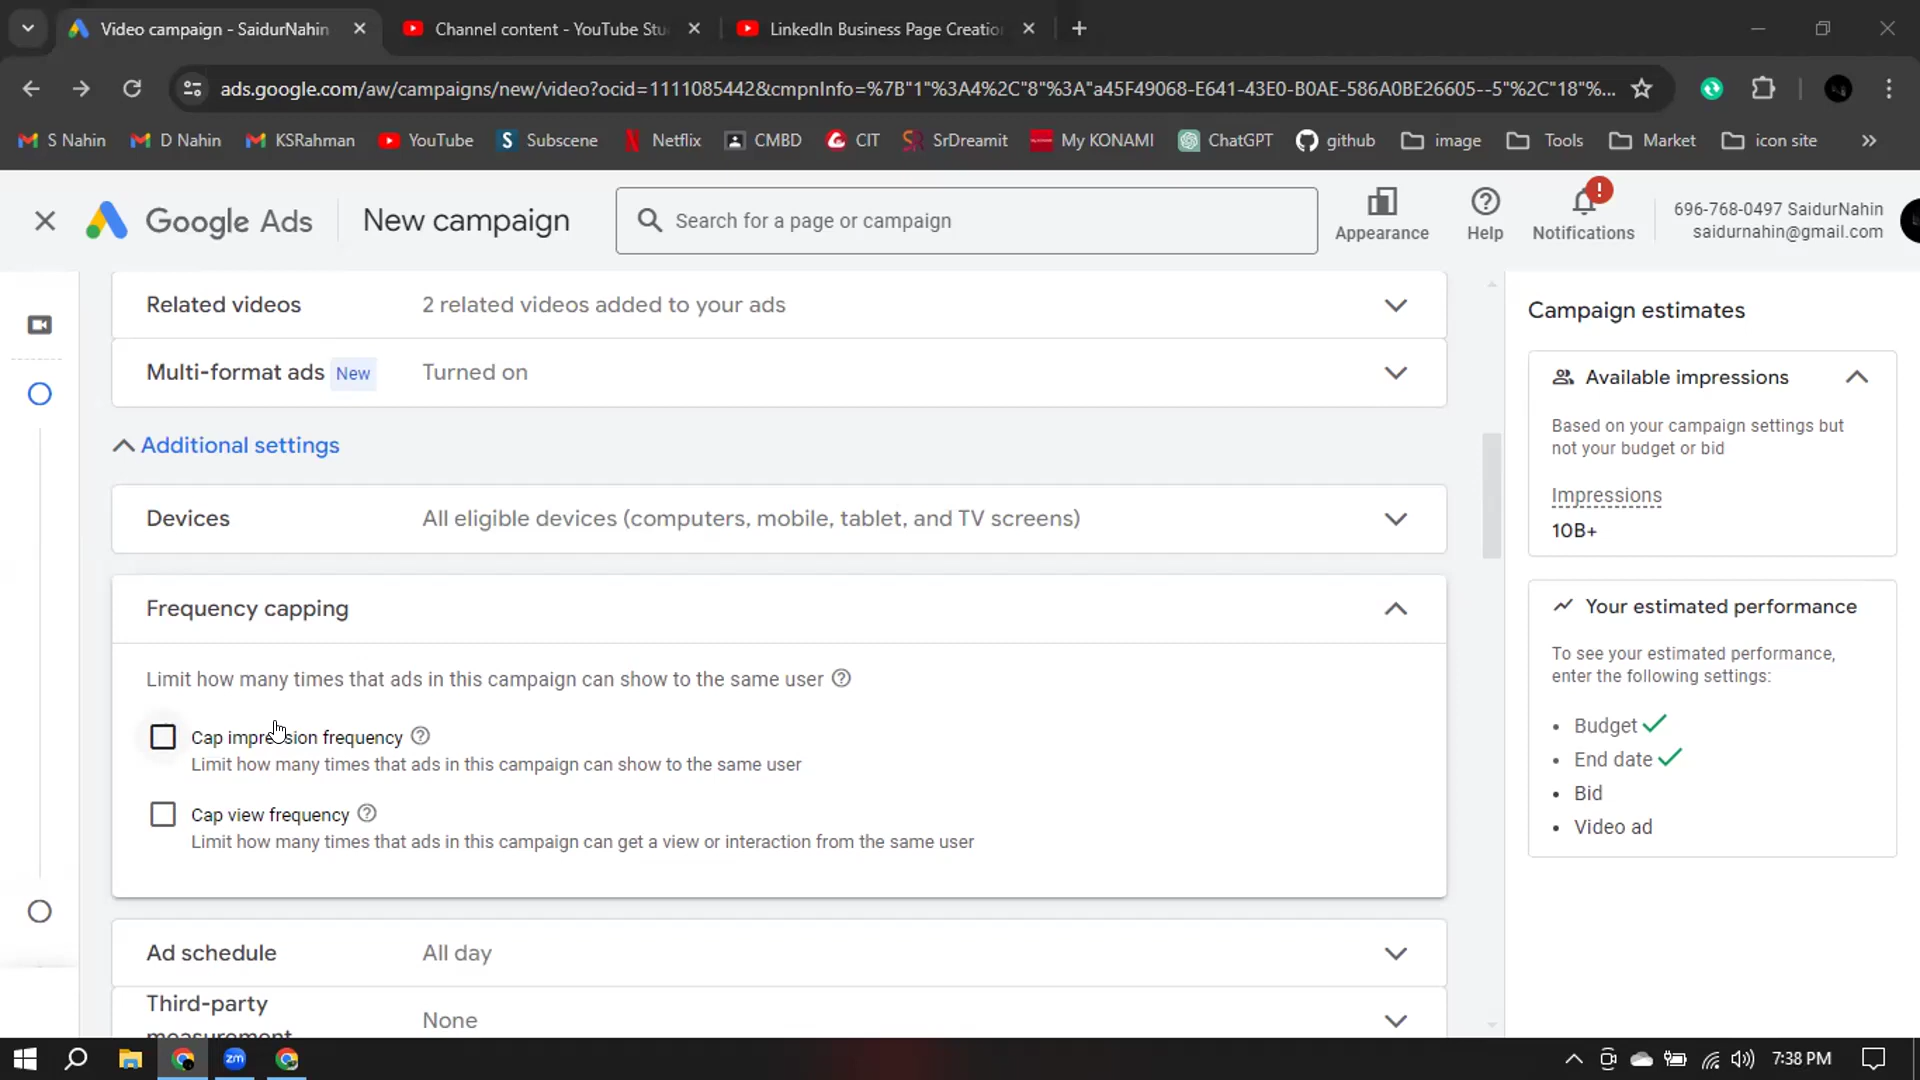 Video campaign - SaidurNahin
Channel content - YouTube Stu
LinkedIn Business Page Creatio
ads.google.com/aw/campaigns/new/video?ocid=1111085442&cmpnInfo=%7B"1"%3A4%2C"8"%3A"a45F49068-E641-43E0-B0AE-586A0BE26605--5"%2C"18"%...
S Nahin
D Nahin
KSRahman
YouTube
Subscene
Netflix
CMBD
CIT
SrDreamit
My KONAMI
ChatGPT
github
image
Tools
Market
icon site
Google Ads
New campaign
Search for a page or campaign
Appearance
Help
Notifications
696-768-0497 SaidurNahin
saidurnahin@gmail.com
Related videos
2 related videos added to your ads
Multi-format ads New
Turned on
Additional settings
Devices
All eligible devices (computers, mobile, tablet, and TV screens)
Frequency capping
Limit how many times that ads in this campaign can show to the same user
Cap impression frequency
Limit how many times that ads in this campaign can show to the same user
Cap view frequency
Limit how many times that ads in this campaign can get a view or interaction from the same user
Ad schedule
All day
Third-party
measurement
None
Campaign estimates
Available impressions
Based on your campaign settings but
not your budget or bid
Impressions
10B+
Your estimated performance
To see your estimated performance,
enter the following settings:
• Budget
• End date
• Bid
• Video ad
zm
7:38 PM